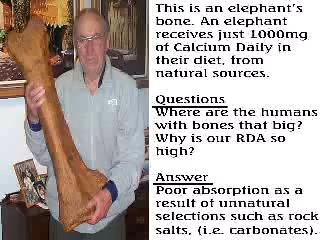 This is an elephant's
bone. An elephant
receives just 1000mg
of Calcium Daily in
their diet, from
natural sources.
Questions
Where are the humans
with bones that big?
Why is our RDA so
high?
Answer
Poor absorption as a
result of unnatural
selections such as rock
salts, (i.e. carbonates).